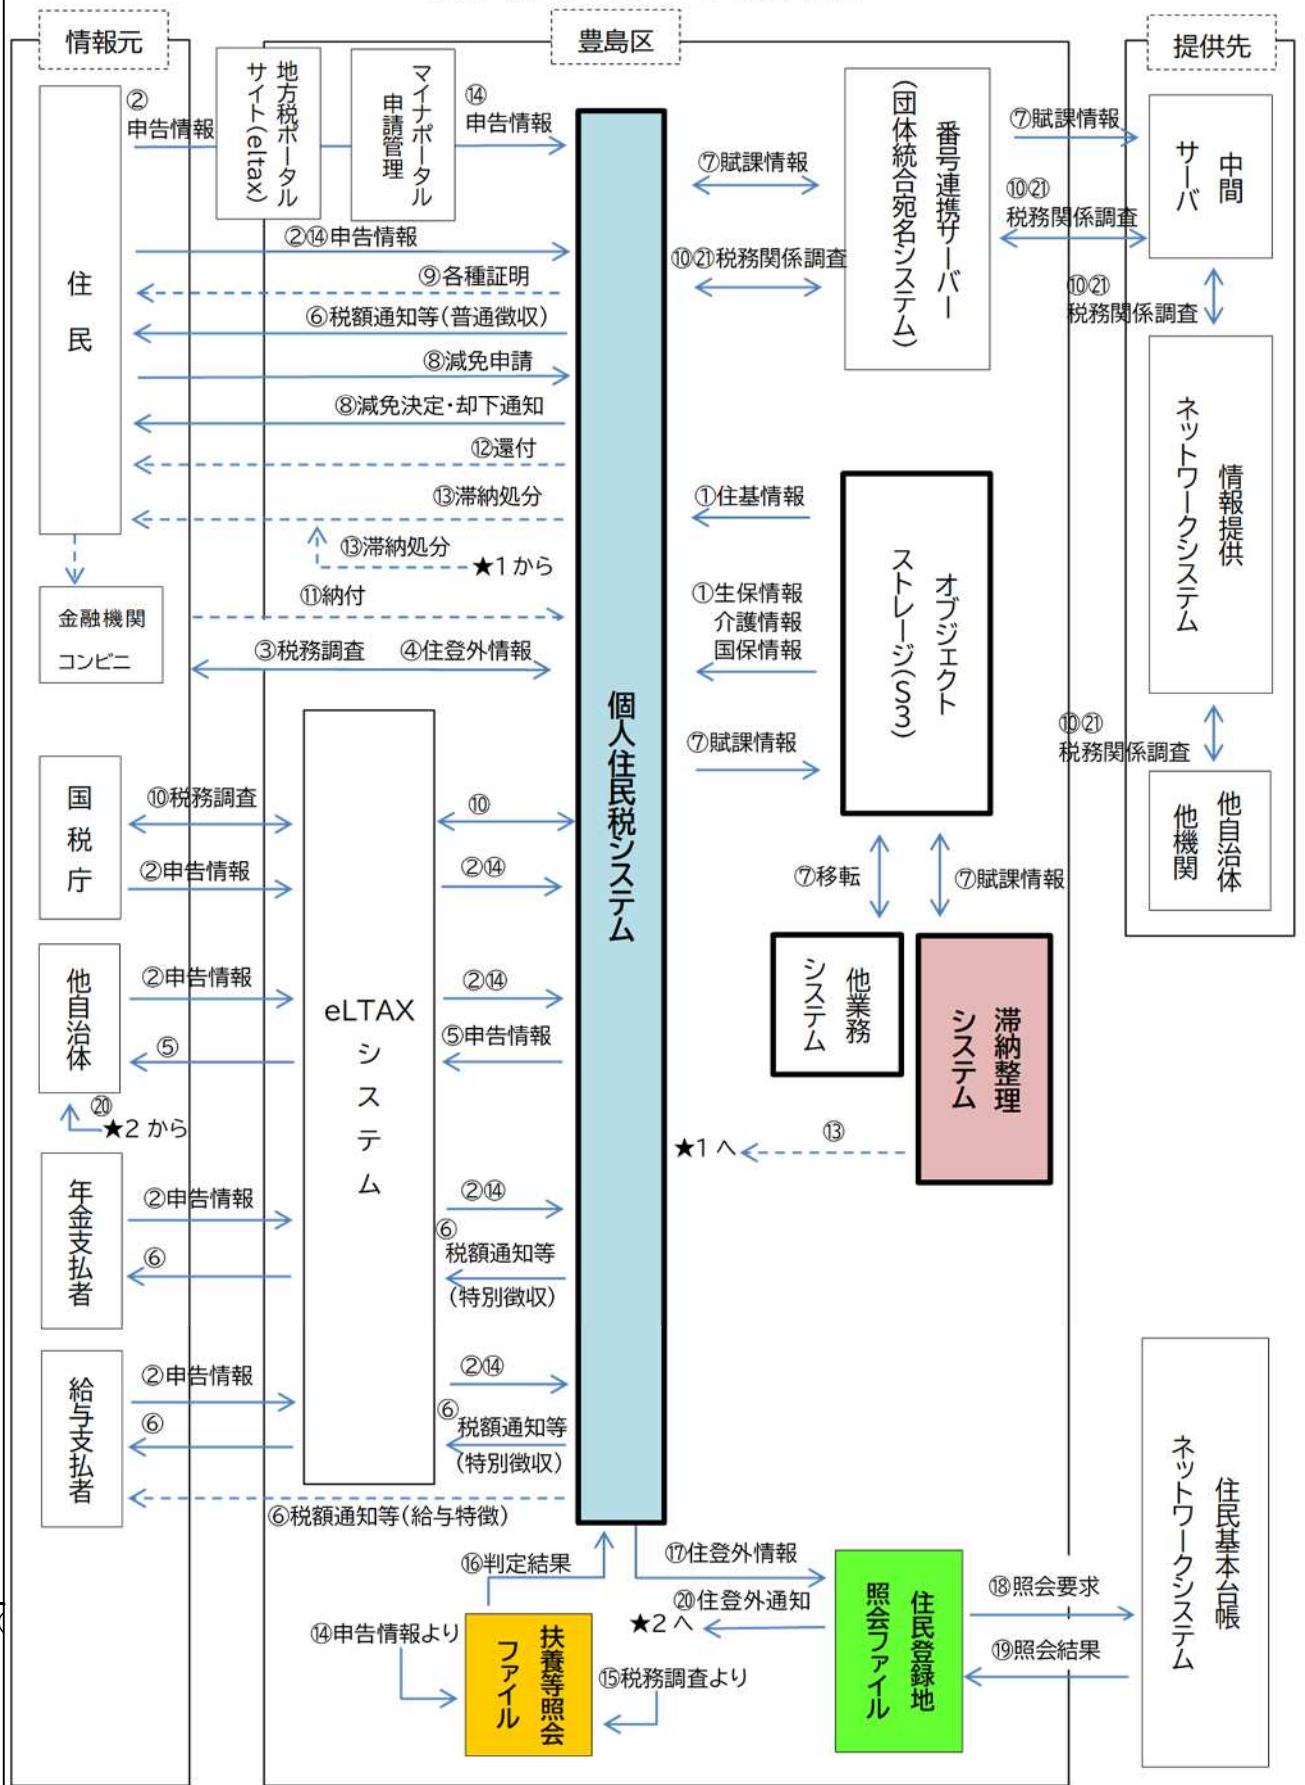 情報元
豊島区
提供先
②
申告情報
地方税ポータル
サイト(eltax)
マイナポータル
申請管理
⑭
申告情報
住民
②⑭申告情報
⑨各種証明
⑥税額通知等(普通徴収)
⑧減免申請
⑧減免決定・却下通知
⑫還付
⑬滞納処分
⑬滞納処分
★1から
金融機関
コンビニ
⑪納付
③税務調査 ④住登外情報
個人住民税システム
⑦賦課情報
⑩㉑税務関係調査
番号連携サーバー
(団体統合宛名システム)
⑦賦課情報
⑩㉑
税務関係調査
中間
サーバ
⑩㉑
税務関係調査
情報提供
ネットワークシステム
⑩㉑
税務関係調査
他自治体
他機関
①住基情報
①生保情報
介護情報
国保情報
⑦賦課情報
オブジェクト
ストレージ(S3)
⑦移転
⑦賦課情報
他業務
システム
滞納整理
システム
★1へ
⑬
国税庁
⑩税務調査
②申告情報
⑩
②⑭
他自治体
②申告情報
⑤
②⑭
⑤申告情報
⑳
★2から
eLTAX
システム
年金支払者
②申告情報
⑥
②⑭
⑥
税額通知等
(特別徴収)
給与支払者
②申告情報
⑥
②⑭
⑥
税額通知等
(特別徴収)
⑥税額通知等(給与特徴)
⑯判定結果
⑭申告情報より
扶養等照会
ファイル
⑮税務調査より
⑰住登外情報
⑳住登外通知
★2へ
住民登録地
照会ファイル
⑱照会要求
⑲照会結果
住民基本台帳
ネットワークシステム